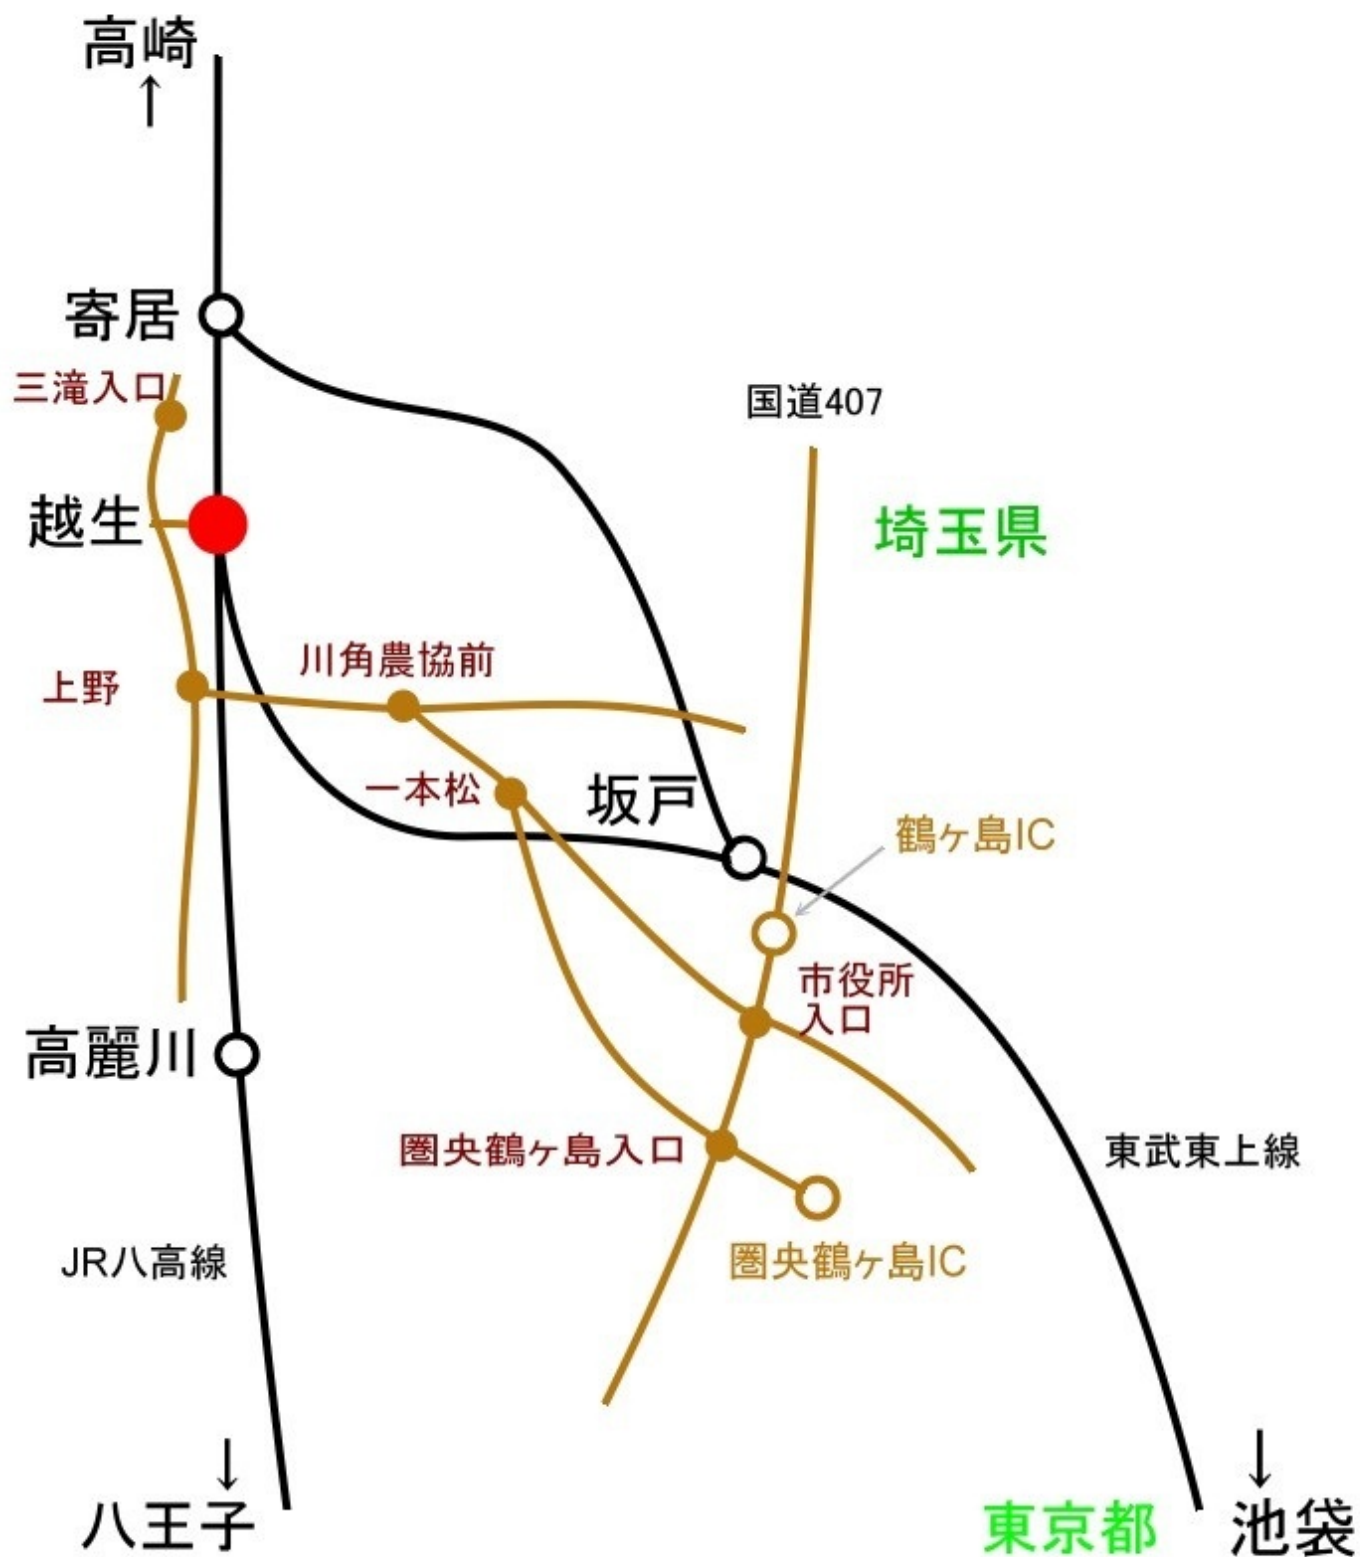 高崎
↑
寄居
三滝入口
国道407
越生
埼玉県
川角農協前
上野
一本松
坂戸
鶴ヶ島IC
市役所
入口
高麗川
圏央鶴ヶ島入口
東武東上線
JR八高線
圏央鶴ヶ島IC
↓
八王子
東京都
↓
池袋